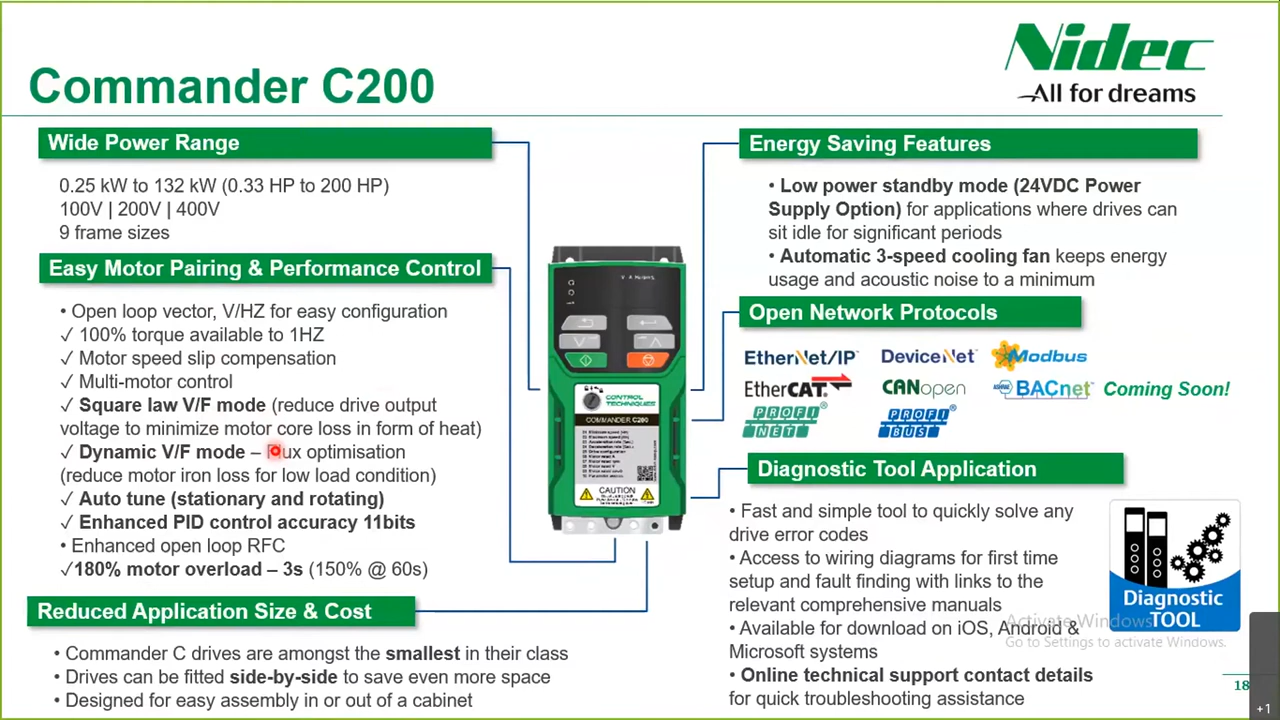 Nidec
All for dreams
Commander C200
Wide Power Range
0.25 kW to 132 kW (0.33 HP to 200 HP)
100V | 200V | 400V
9 frame sizes
Easy Motor Pairing & Performance Control
• Open loop vector, V/HZ for easy configuration
✓ 100% torque available to 1HZ
✓ Motor speed slip compensation
✓ Multi-motor control
✓ Square law V/F mode (reduce drive output
voltage to minimize motor core loss in form of heat)
✓ Dynamic V/F mode – optimisation
(reduce motor iron loss for low load condition)
✓ Auto tune (stationary and rotating)
✓ Enhanced PID control accuracy 11bits
• Enhanced open loop RFC
✓180% motor overload – 3s (150% @ 60s)
Reduced Application Size & Cost
• Commander C drives are amongst the smallest in their class
• Drives can be fitted side-by-side to save even more space
• Designed for easy assembly in or out of a cabinet
CONTROL
TECHNIQUES
COMMANDER C200
CAUTION
Energy Saving Features
• Low power standby mode (24VDC Power
Supply Option) for applications where drives can
sit idle for significant periods
• Automatic 3-speed cooling fan keeps energy
usage and acoustic noise to a minimum
Open Network Protocols
EtherNet/IP DeviceNet Modbus
EtherCAT CANopen ASHRAE BACnet Coming Soon!
PROFI NET PROFI BUS
Diagnostic Tool Application
• Fast and simple tool to quickly solve any
drive error codes
• Access to wiring diagrams for first time
setup and fault finding with links to the
relevant comprehensive manuals
• Available for download on iOS, Android &
Microsoft systems
• Online technical support contact details
for quick troubleshooting assistance
Diagnostic
TOOL
Activate Windows
Go to Settings to activate Windows.
18
+1